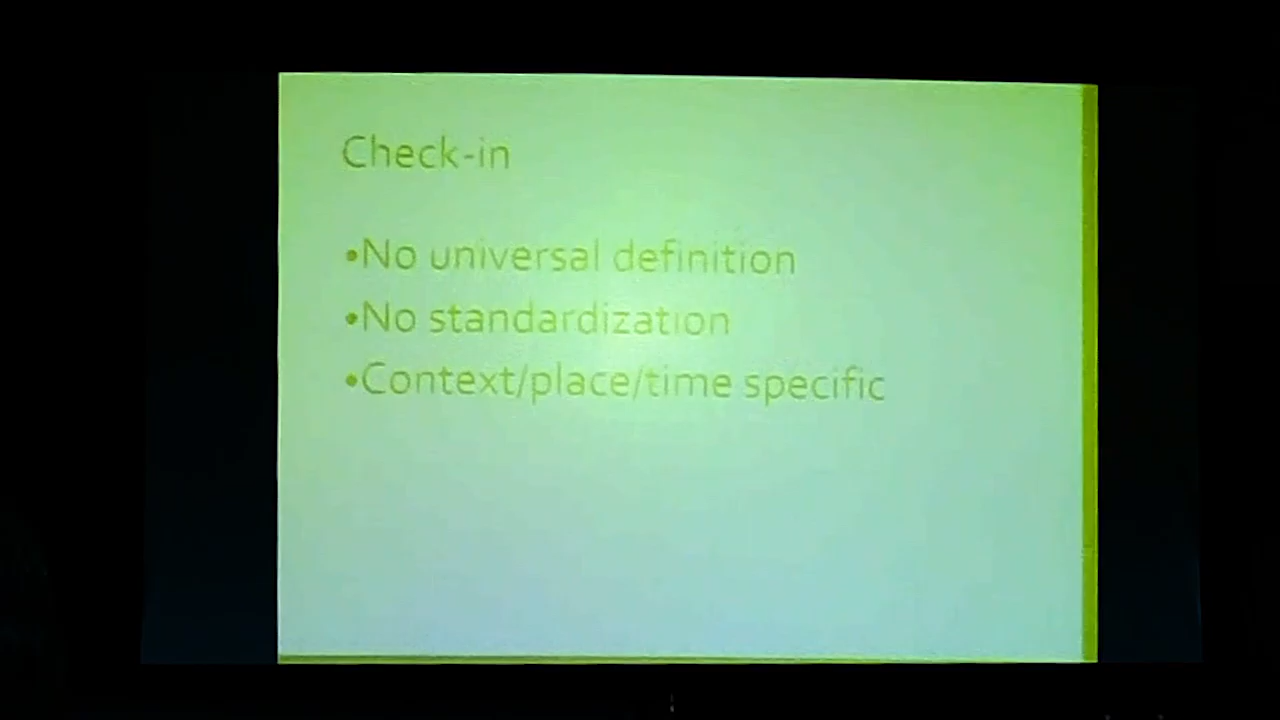 Check-in
•No universal definition
•No standardization
•Context/place/time specific